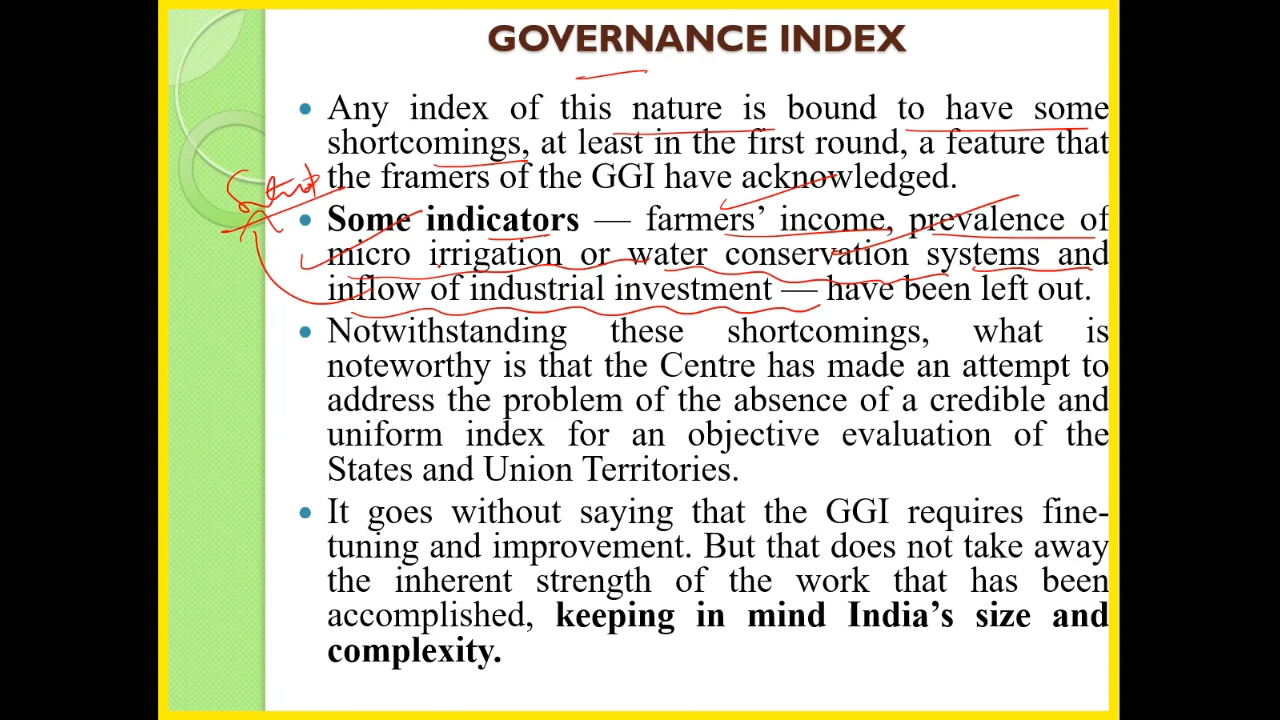 GOVERNANCE INDEX
• Any index of this nature is bound to have some
shortcomings, at least in the first round, a feature that
the framers of the GGI have acknowledged.
• Some indicators — farmers’ income, prevalence of
micro irrigation or water conservation systems and
inflow of industrial investment — have been left out.
• Notwithstanding these shortcomings, what is
noteworthy is that the Centre has made an attempt to
address the problem of the absence of a credible and
uniform index for an objective evaluation of the
States and Union Territories.
• It goes without saying that the GGI requires fine-
tuning and improvement. But that does not take away
the inherent strength of the work that has been
accomplished, keeping in mind India’s size and
complexity.